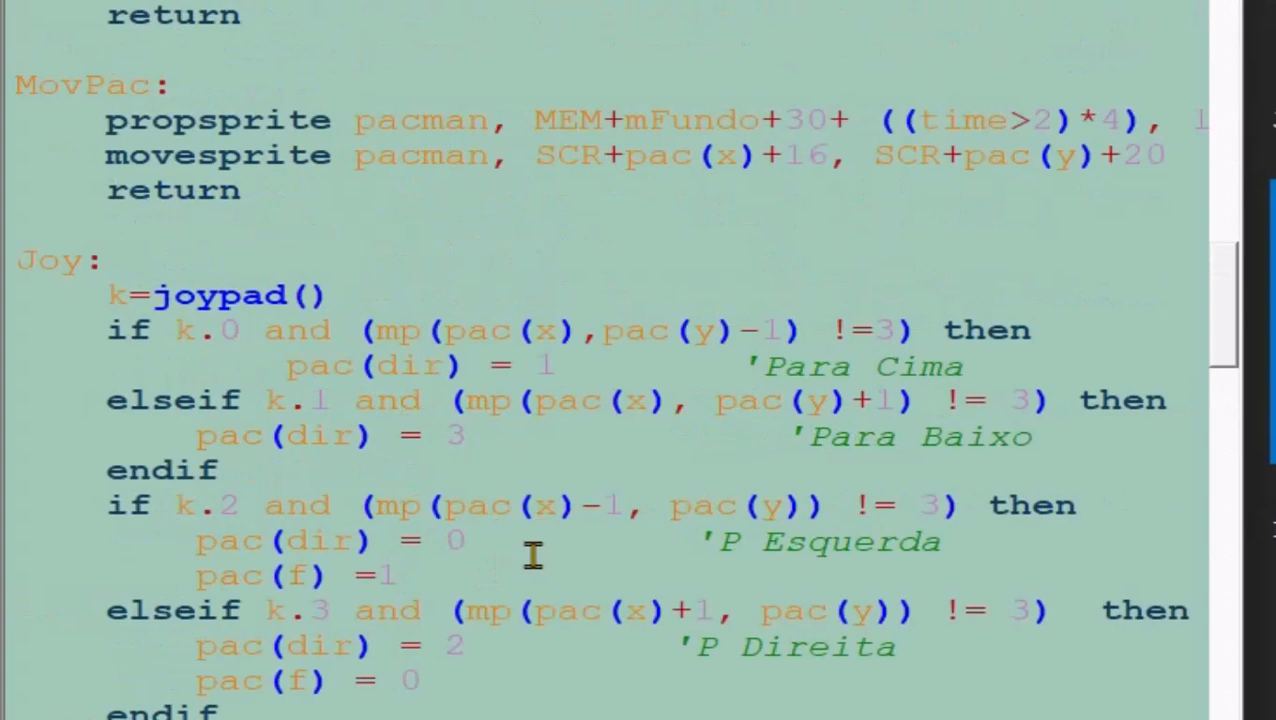 return
MovPac:
propsprite pacman, MEM+mFundo+30+ ((time>2)*4), 1
movesprite pacman, SCR+pac(x)+16, SCR+pac(y)+20
return
Joy:
k=joypad()
if k.0 and (mp(pac(x),pac(y)-1) !=3) then
pac(dir) = 1 'Para Cima
elseif k.1 and (mp(pac(x), pac(y)+1) != 3) then
pac(dir) = 3 'Para Baixo
endif
if k.2 and (mp(pac(x)-1, pac(y)) != 3) then
pac(dir) = 0 'P Esquerda
pac(f) =1
elseif k.3 and (mp(pac(x)+1, pac(y)) != 3) then
pac(dir) = 2 'P Direita
pac(f) = 0
endif